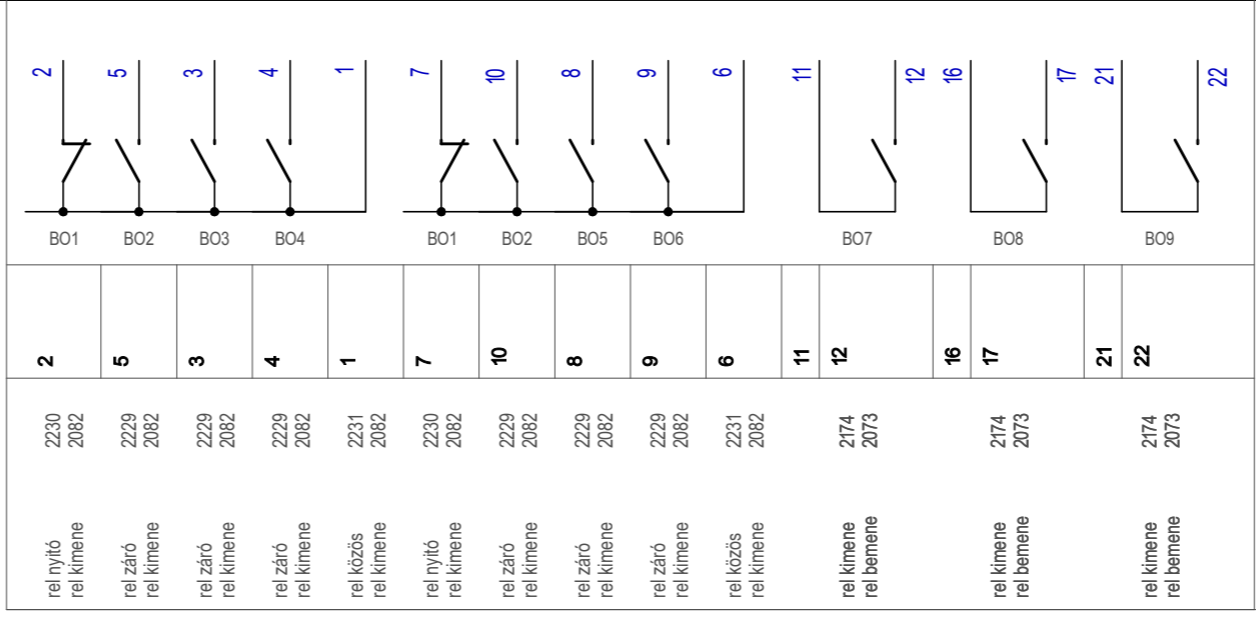 2 5 3 4 1 7 10 8 9 6 11 12 16 17 21 22
BO1 BO2 BO3 BO4 BO1 BO2 BO5 BO6 BO7 BO8 BO9
2 5 3 4 1 7 10 8 9 6 11 12 16 17 21 22
2230
2082
2229
2082
2229
2082
2229
2082
2231
2082
2230
2082
2229
2082
2229
2082
2229
2082
2231
2082
2174
2073
2174
2073
2174
2073
rel nyitó
rel kimene
rel záró
rel kimene
rel záró
rel kimene
rel záró
rel kimene
rel közös
rel kimene
rel nyitó
rel kimene
rel záró
rel kimene
rel záró
rel kimene
rel záró
rel kimene
rel közös
rel kimene
rel kimene
rel bemene
rel kimene
rel bemene
rel kimene
rel bemene